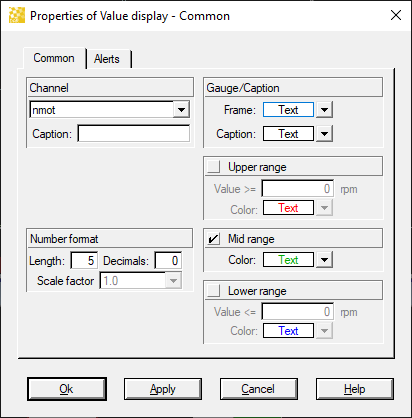 Properties of Value display - Common
Common Alerts
Channel
nmot
Caption:
Gauge/Caption
Frame: Text
Caption: Text
Upper range
Value >= 0 rpm
Color: Text
Number format
Length: 5 Decimals: 0
Scale factor 1.0
Mid range
Color: Text
Lower range
Value <= 0 rpm
Color: Text
Ok Apply Cancel Help